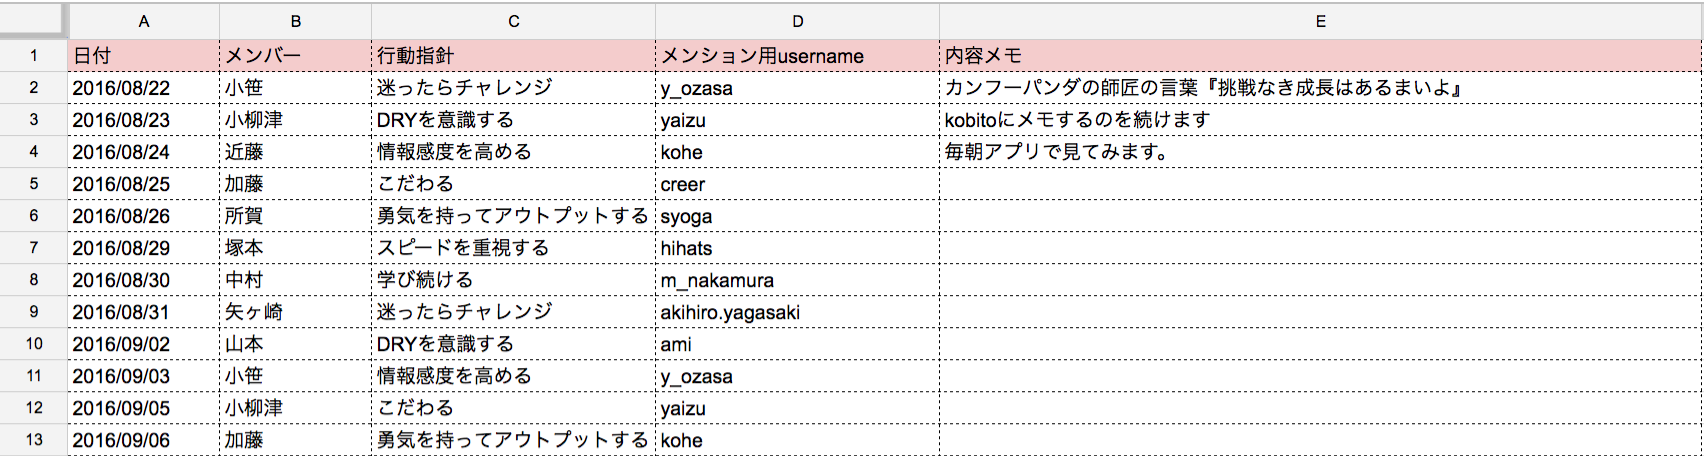 A B C D E
1 日付 メンバー 行動指針 メンション用username 内容メモ
2 2016/08/22 小笹 迷ったらチャレンジ y_ozasa カンフーパンダの師匠の言葉『挑戦なき成長はあるまいよ』
3 2016/08/23 小柳津 DRYを意識する yaizu kobitoにメモするのを続けます
4 2016/08/24 近藤 情報感度を高める kohe 毎朝アプリで見てみます。
5 2016/08/25 加藤 こだわる creer
6 2016/08/26 所賀 勇気を持ってアウトプットする syoga
7 2016/08/29 塚本 スピードを重視する hihats
8 2016/08/30 中村 学び続ける m_nakamura
9 2016/08/31 矢ヶ崎 迷ったらチャレンジ akihiro.yagasaki
10 2016/09/02 山本 DRYを意識する ami
11 2016/09/03 小笹 情報感度を高める y_ozasa
12 2016/09/05 小柳津 こだわる yaizu
13 2016/09/06 加藤 勇気を持ってアウトプットする kohe